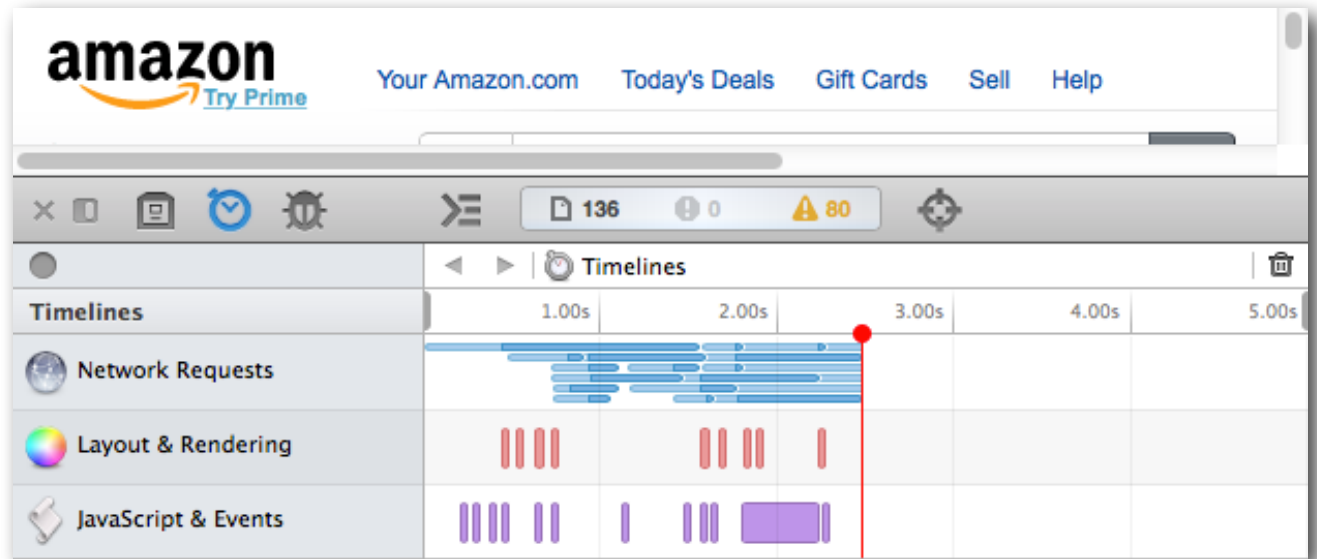 amazon
Try Prime
Your Amazon.com Today's Deals Gift Cards Sell Help
136 0 80
Timelines
Timelines 1.00s 2.00s 3.00s 4.00s 5.00s
Network Requests
Layout & Rendering
JavaScript & Events